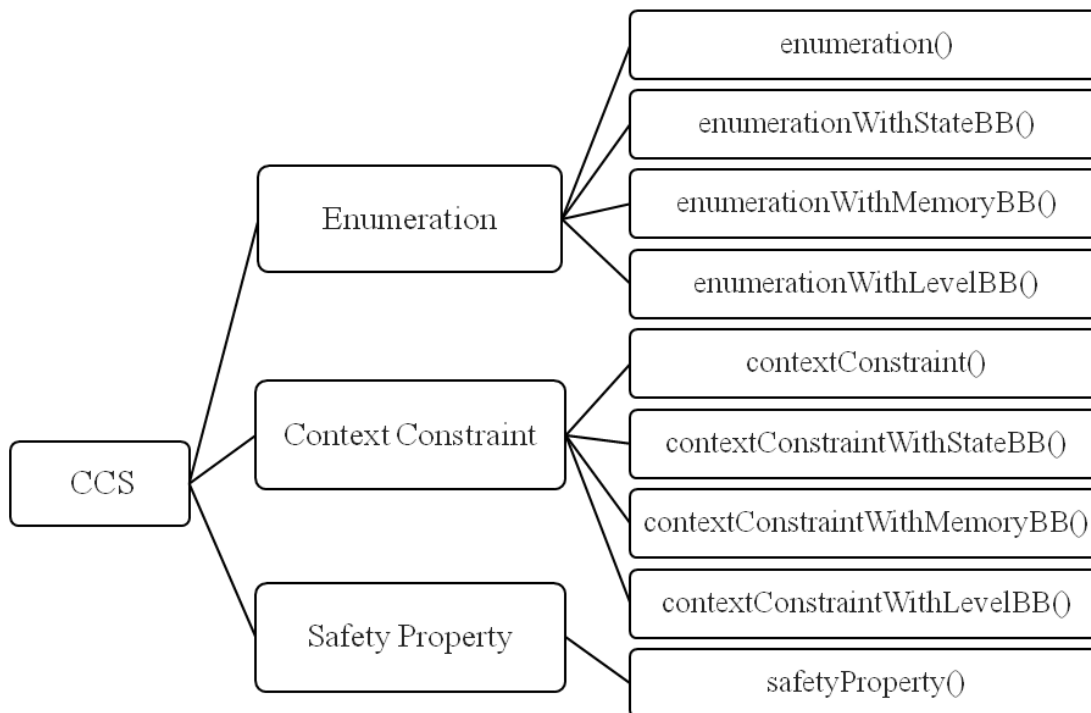 CCS
Enumeration
enumeration()
enumerationWithStateBB()
enumerationWithMemoryBB()
enumerationWithLevelBB()
Context Constraint
contextConstraint()
contextConstraintWithStateBB()
contextConstraintWithMemoryBB()
contextConstraintWithLevelBB()
Safety Property
safetyProperty()